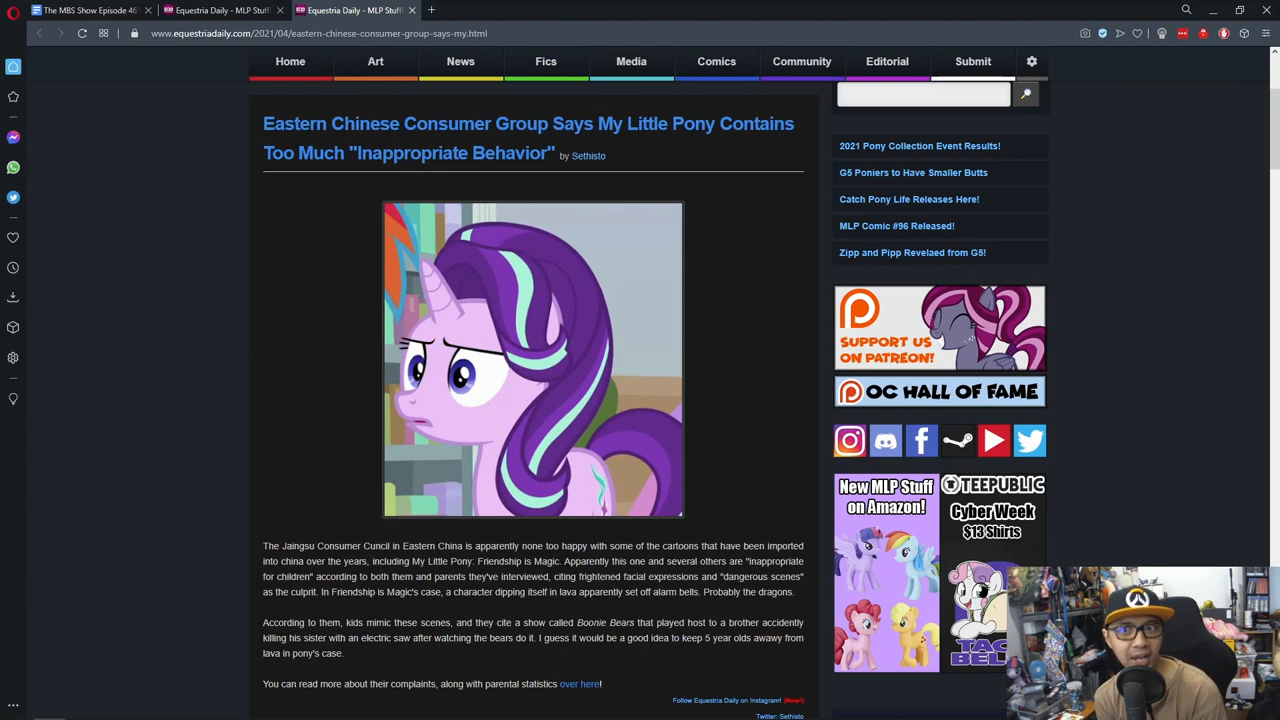 The MBS Show Episode 46
Equestria Daily - MLP Stuff!
Equestria Daily - MLP Stuff!
www.equestriadaily.com/2021/04/eastern-chinese-consumer-group-says-my.html
Home Art News Fics Media Comics Community Editorial Submit
Eastern Chinese Consumer Group Says My Little Pony Contains
Too Much "Inappropriate Behavior" by Sethisto
The Jaingsu Consumer Cuncil in Eastern China is apparently none too happy with some of the cartoons that have been imported
into china over the years, including My Little Pony: Friendship is Magic. Apparently this one and several others are "inappropriate
for children" according to both them and parents they've interviewed, citing frightened facial expressions and "dangerous scenes"
as the culprit. In Friendship is Magic's case, a character dipping itself in lava apparently set off alarm bells. Probably the dragons.
According to them, kids mimic these scenes, and they cite a show called Boonie Bears that played host to a brother accidently
killing his sister with an electric saw after watching the bears do it. I guess it would be a good idea to keep 5 year olds awawy from
lava in pony's case.
You can read more about their complaints, along with parental statistics over here!
Follow Equestria Daily on Instagram! (New!)
Twitter: Sethisto
2021 Pony Collection Event Results!
G5 Poniers to Have Smaller Butts
Catch Pony Life Releases Here!
MLP Comic #96 Released!
Zipp and Pipp Revelaed from G5!
SUPPORT US
ON PATREON!
OC HALL OF FAME
New MLP Stuff
on Amazon!
TEEPUBLIC
Cyber Week
$13 Shirts